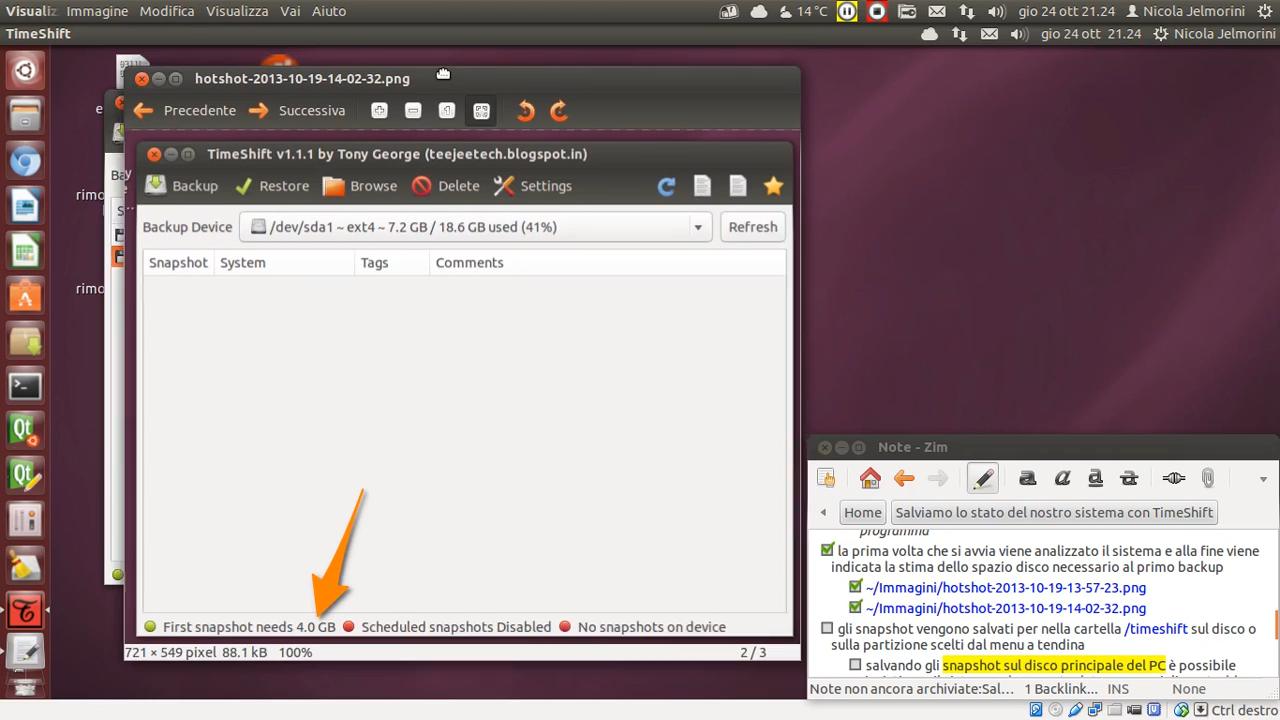 Visualiz Immagine Modifica Visualizza Vai Aiuto 14 °C gio 24 ott 21.24 Nicola Jelmorini
TimeShift gio 24 ott 21.24 Nicola Jelmorini
hotshot-2013-10-19-14-02-32.png
Precedente Successiva
TimeShift v1.1.1 by Tony George (teejeetech.blogspot.in)
Backup Restore Browse Delete Settings
Backup Device /dev/sda1 ~ ext4 ~ 7.2 GB / 18.6 GB used (41%) Refresh
Snapshot System Tags Comments
rimo
rimo
First snapshot needs 4.0 GB Scheduled snapshots Disabled No snapshots on device
721 × 549 pixel 88.1 kB 100% 2 / 3
Note - Zim
Home Salviamo lo stato del nostro sistema con TimeShift
programma
la prima volta che si avvia viene analizzato il sistema e alla fine viene
indicata la stima dello spazio disco necessario al primo backup
~/Immagini/hotshot-2013-10-19-13-57-23.png
~/Immagini/hotshot-2013-10-19-14-02-32.png
gli snapshot vengono salvati per nella cartella /timeshift sul disco o
sulla partizione scelti dal menu a tendina
salvando gli snapshot sul disco principale del PC è possibile
Note non ancora archiviate:Sal... 1 Backlink... INS None
Ctrl destro